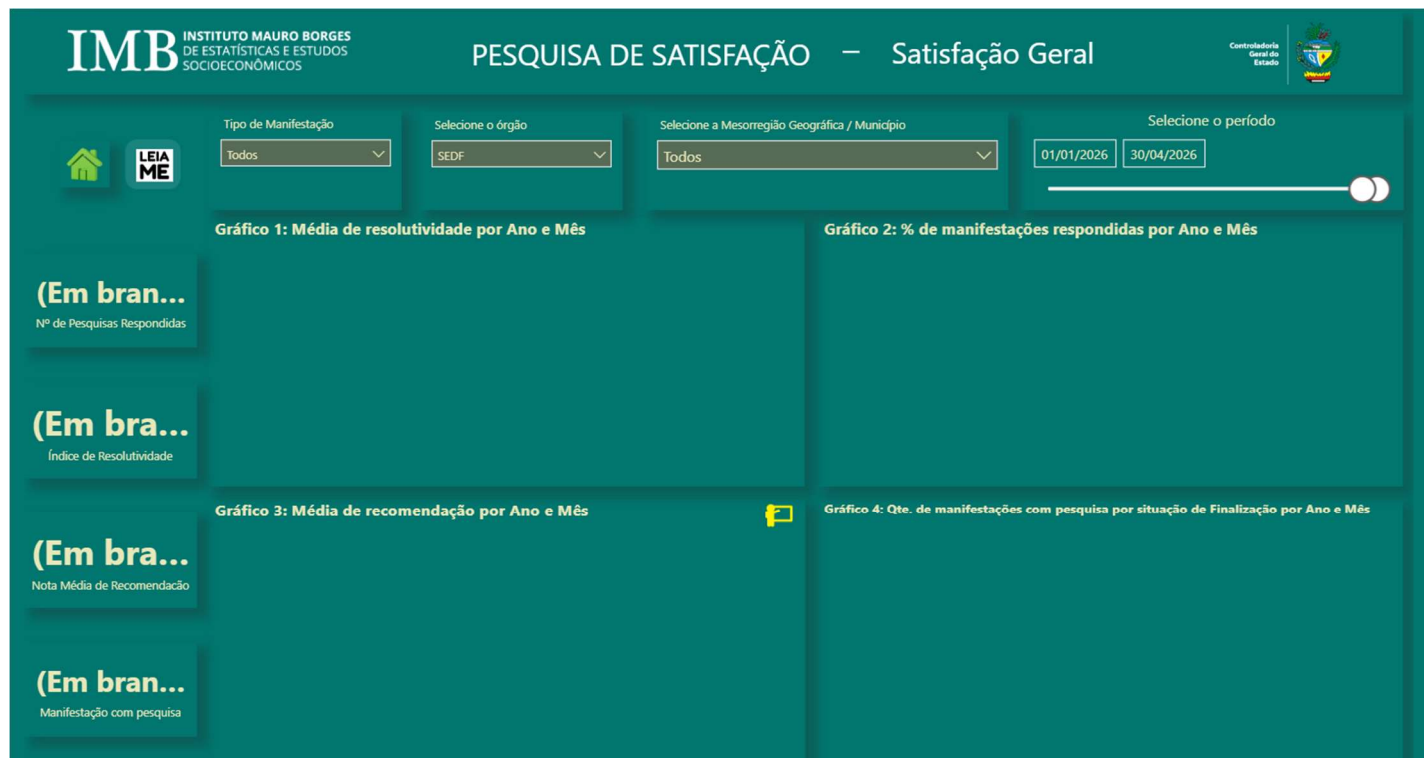 IMB
INSTITUTO MAURO BORGES
DE ESTATÍSTICAS E ESTUDOS
SOCIOECONÔMICOS
PESQUISA DE SATISFAÇÃO – Satisfação Geral
Controladoria
Geral do
Estado
LEIA
ME
Tipo de Manifestação
Todos
Selecione o órgão
SEDF
Selecione a Mesorregião Geográfica / Município
Todos
Selecione o período
01/01/2026 30/04/2026
Gráfico 1: Média de resolutividade por Ano e Mês
Gráfico 2: % de manifestações respondidas por Ano e Mês
(Em bran...
Nº de Pesquisas Respondidas
(Em bra...
Índice de Resolutividade
Gráfico 3: Média de recomendação por Ano e Mês
Gráfico 4: Qte. de manifestações com pesquisa por situação de Finalização por Ano e Mês
(Em bra...
Nota Média de Recomendacão
(Em bran...
Manifestação com pesquisa